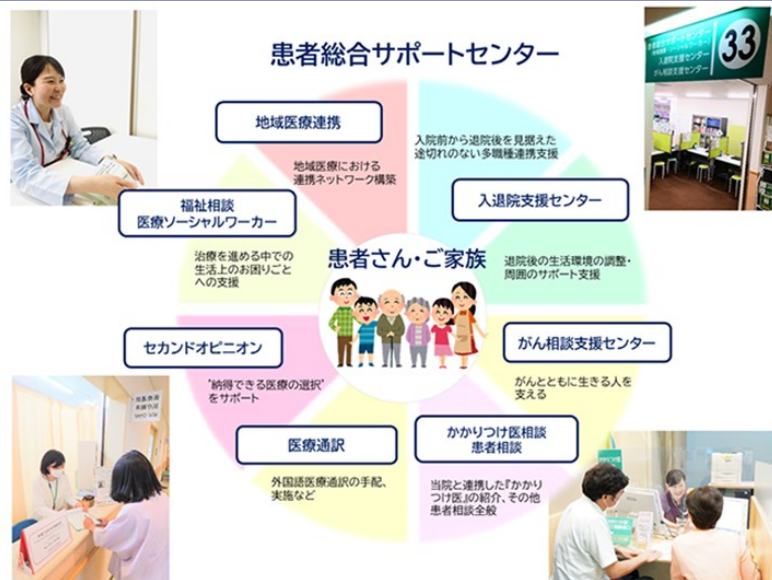 患者総合サポートセンター
33
患者総合サポートセンター
入退院支援センター
がん相談支援センター
地域医療連携
地域医療における
連携ネットワーク構築
入院前から退院後を見据えた
途切れのない多職種連携支援
福祉相談
医療ソーシャルワーカー
治療を進める中での
生活上のお困りごと
への支援
入退院支援センター
退院後の生活環境の調整・
周囲のサポート支援
患者さん・ご家族
セカンドオピニオン
"納得できる医療の選択"
をサポート
がん相談支援センター
がんとともに生きる人を
支える
医療通訳
外国語医療通訳の手配、
実施など
かかりつけ医相談
患者相談
当院と連携した『かかり
つけ医』の紹介、その他
患者相談全般